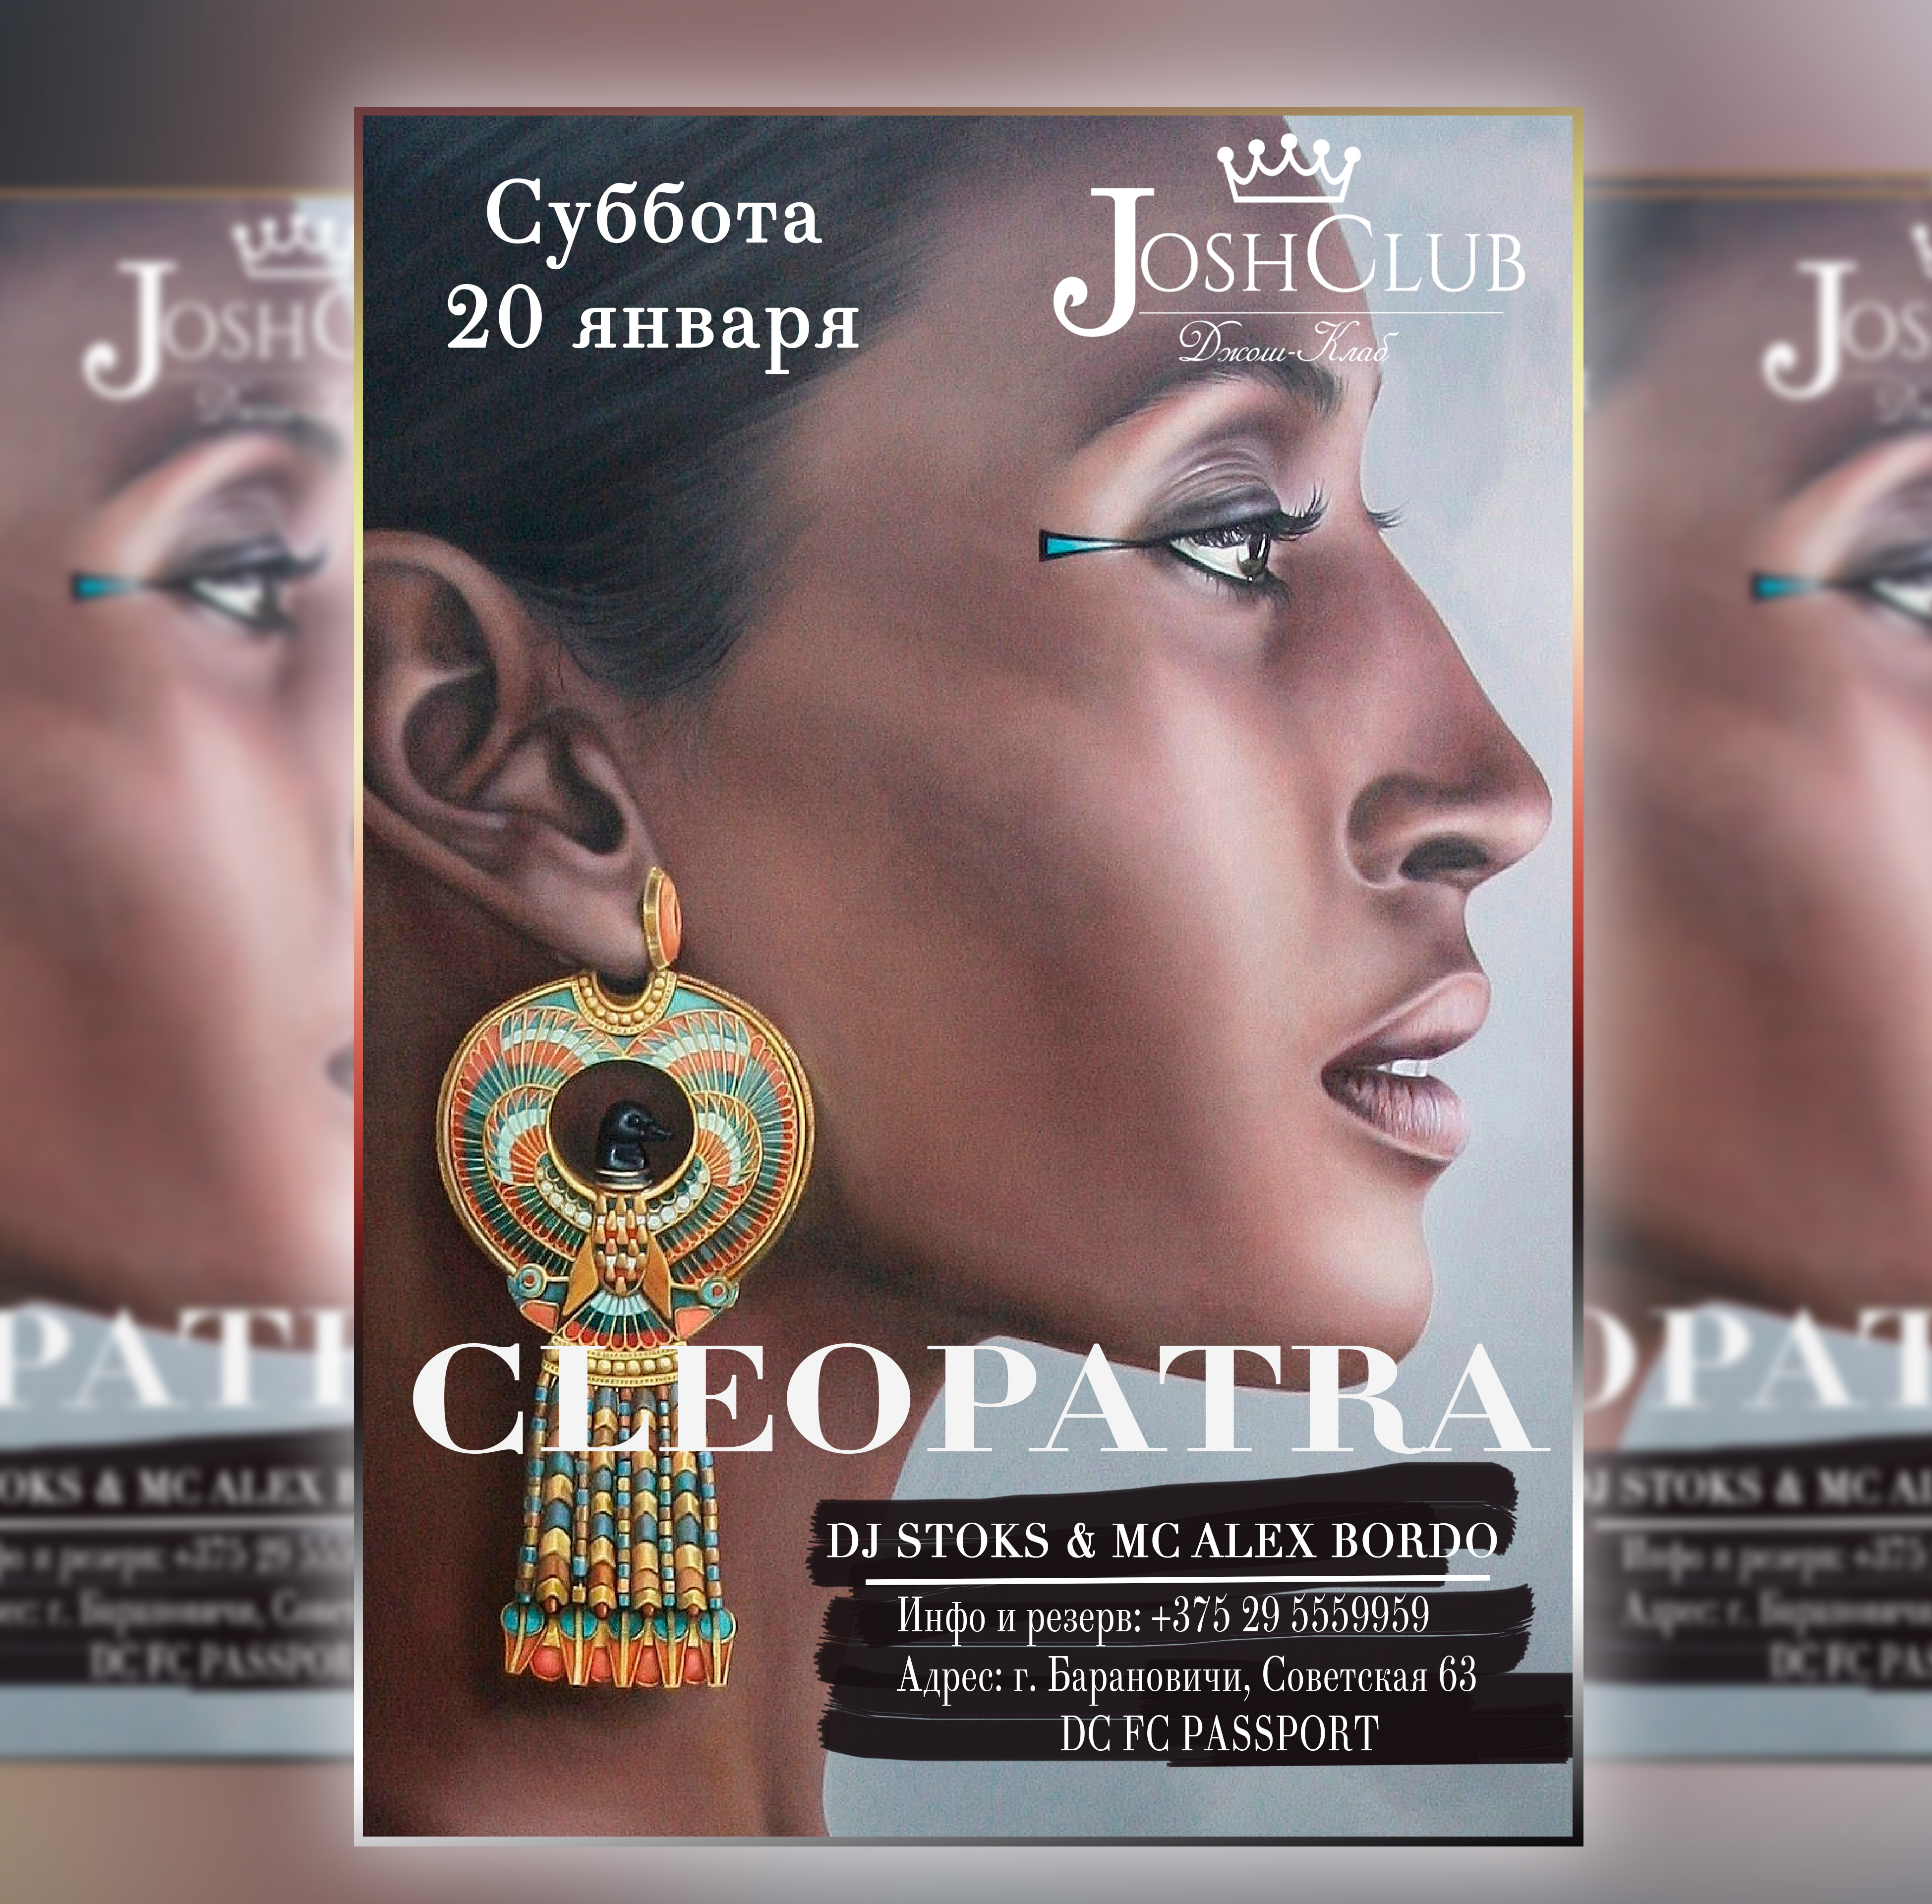 Суббота
20 января
JOSHCLUB
Джош-Клаб
CLEOPATRA
DJ STOKS & MC ALEX BORDO
Инфо и резерв: +375 29 5559959
Адрес: г. Барановичи, Советская 63
DC FC PASSPORT